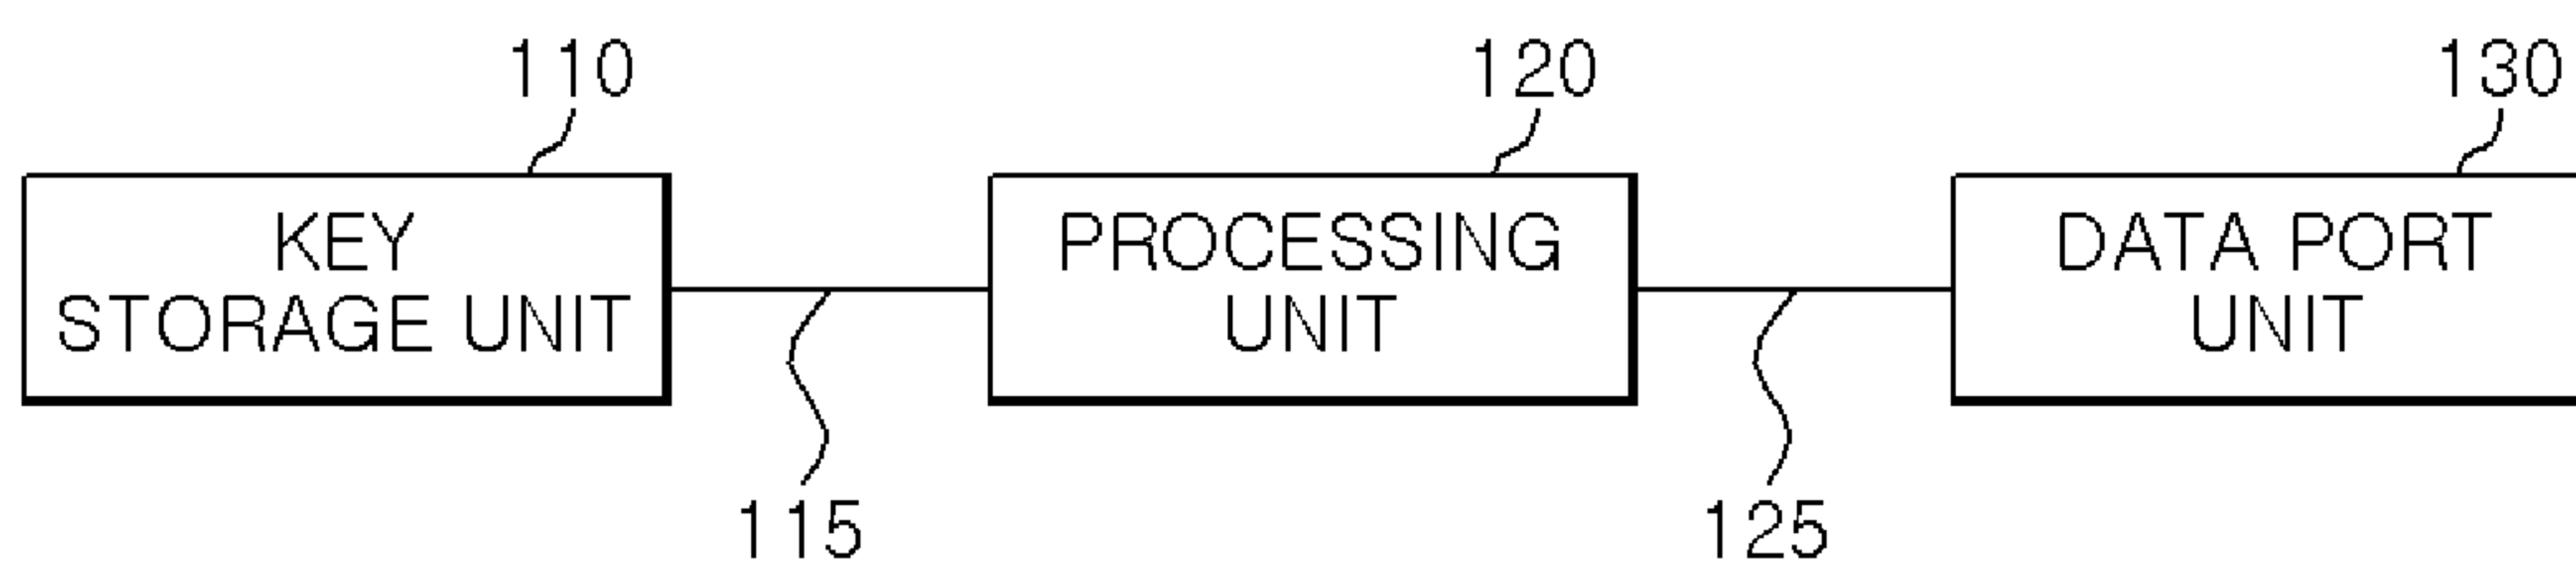 110 120 130
KEY
STORAGE UNIT
PROCESSING
UNIT
DATA PORT
UNIT
115 125